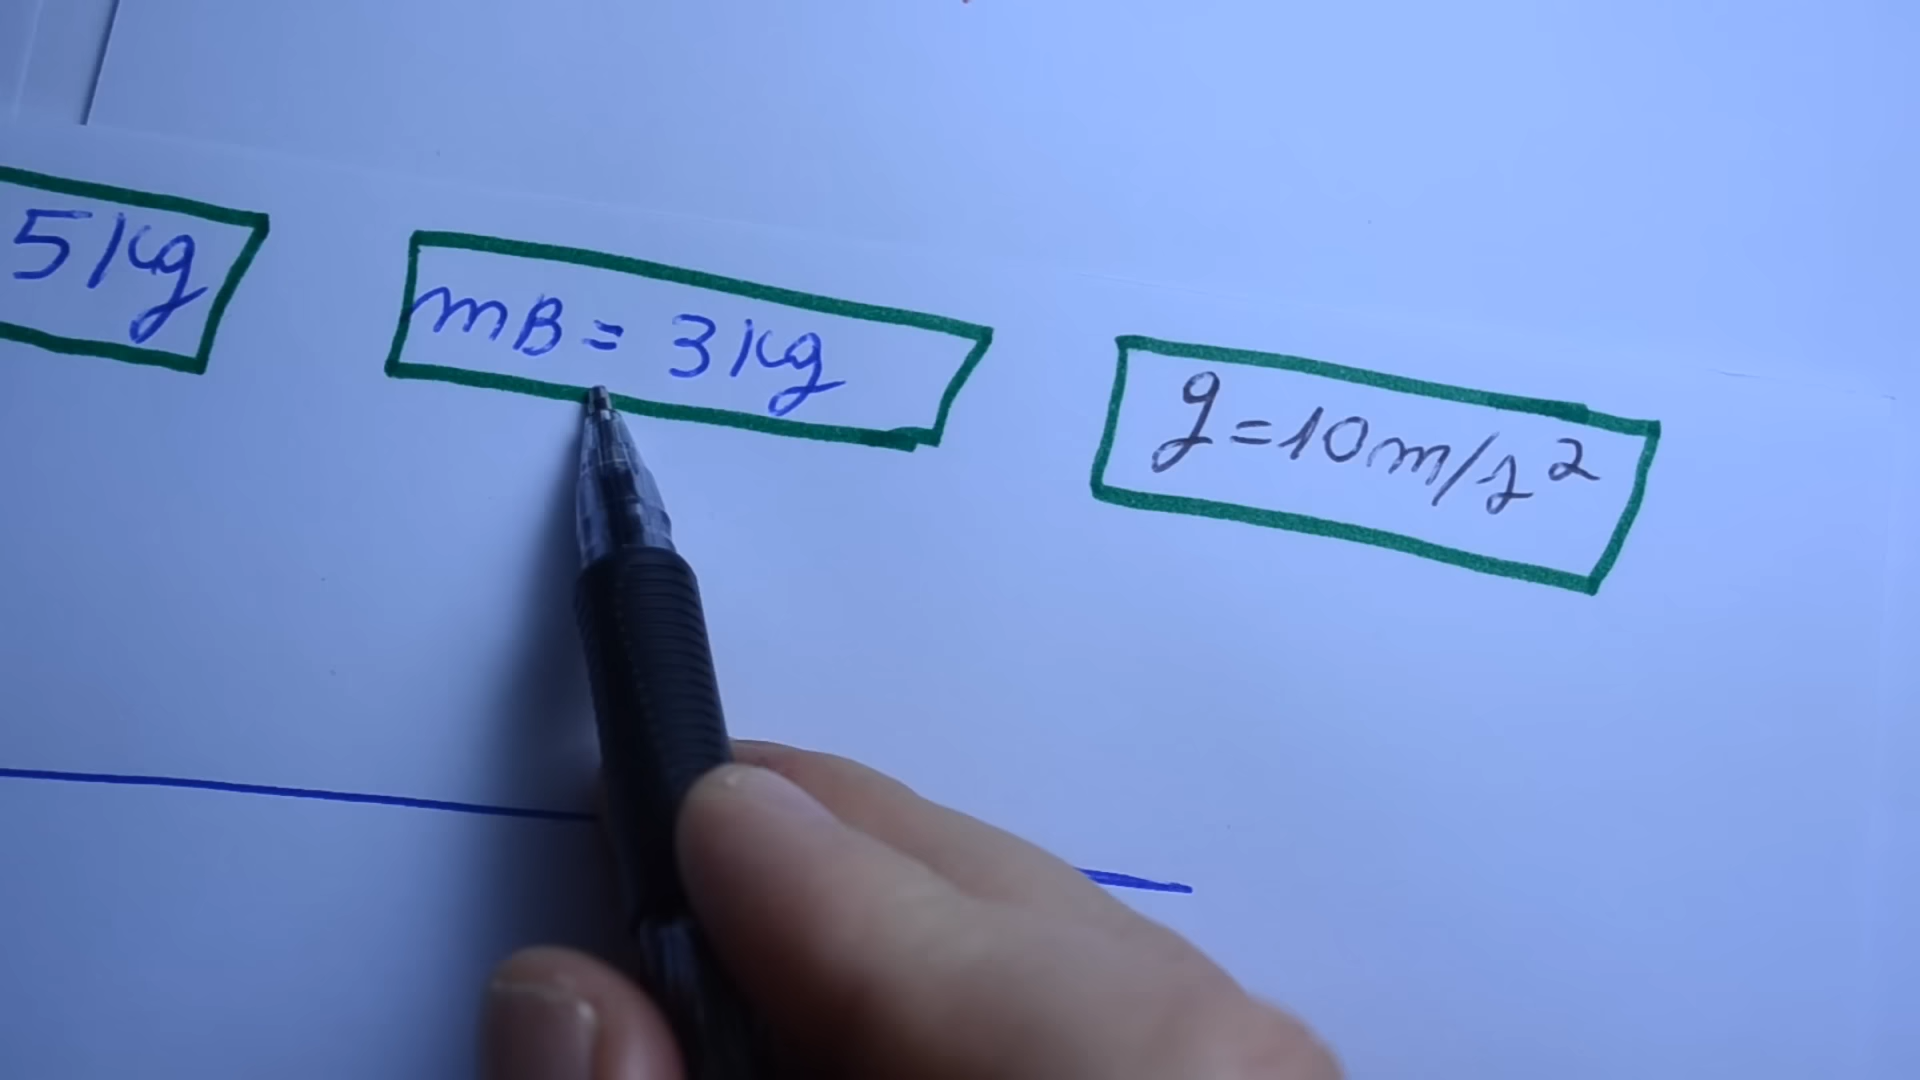 5kg
mB = 3kg
g = 10m/s²